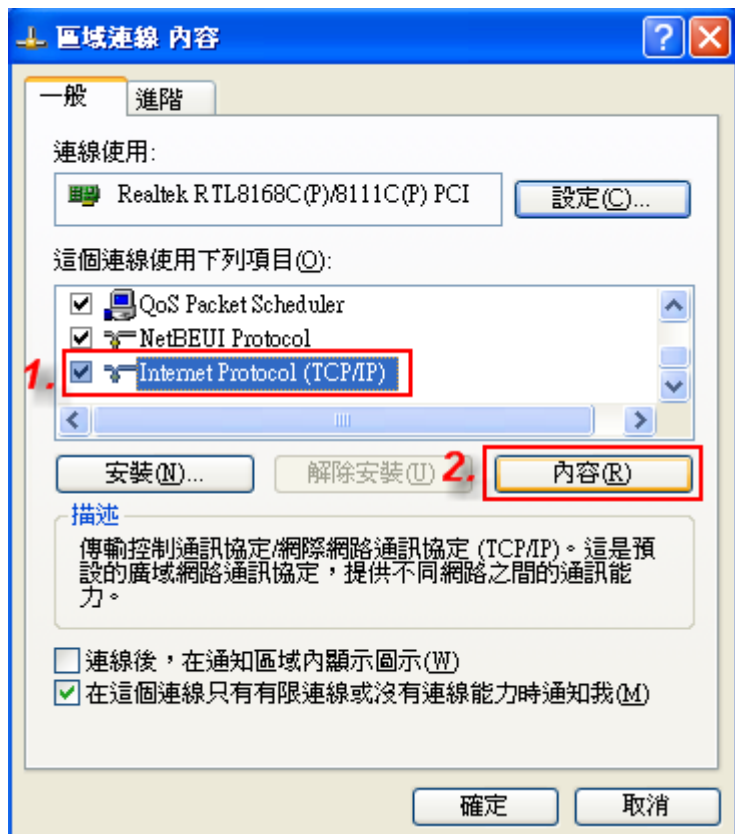 區域連線 內容
一般 進階
連線使用:
Realtek RTL8168C(P)/8111C(P) PCI 設定(C)...
這個連線使用下列項目(O):
QoS Packet Scheduler
NetBEUI Protocol
1. Internet Protocol (TCP/IP)
安裝(N)... 解除安裝(U) 2. 內容(R)
描述
傳輸控制通訊協定/網際網路通訊協定 (TCP/IP)。這是預
設的廣域網路通訊協定，提供不同網路之間的通訊能
力。
連線後，在通知區域內顯示圖示(W)
在這個連線只有有限連線或沒有連線能力時通知我(M)
確定 取消